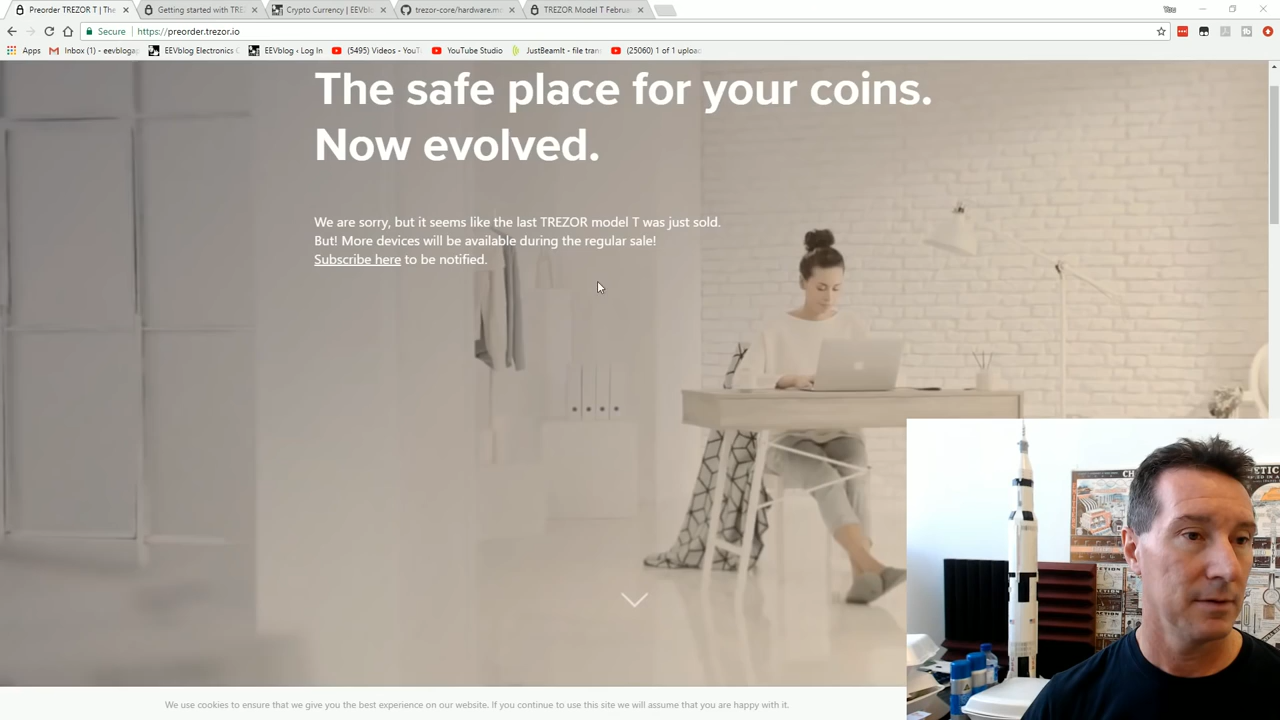 Preorder TREZOR T | The
Getting started with TRE
Crypto Currency | EEVblo
trezor-core/hardware.m
TREZOR Model T Februa
You
Secure
https://preorder.trezor.io
Apps
Inbox (1) - eevblogap
EEVblog Electronics
EEVblog ‹ Log In
(5495) Videos - YouT
YouTube Studio
JustBeamIt - file tran
(25060) 1 of 1 uploa
The safe place for your coins.
Now evolved.
We are sorry, but it seems like the last TREZOR model T was just sold.
But! More devices will be available during the regular sale!
Subscribe here to be notified.
We use cookies to ensure that we give you the best experience on our website. If you continue to use this site we will assume that you are happy with it.